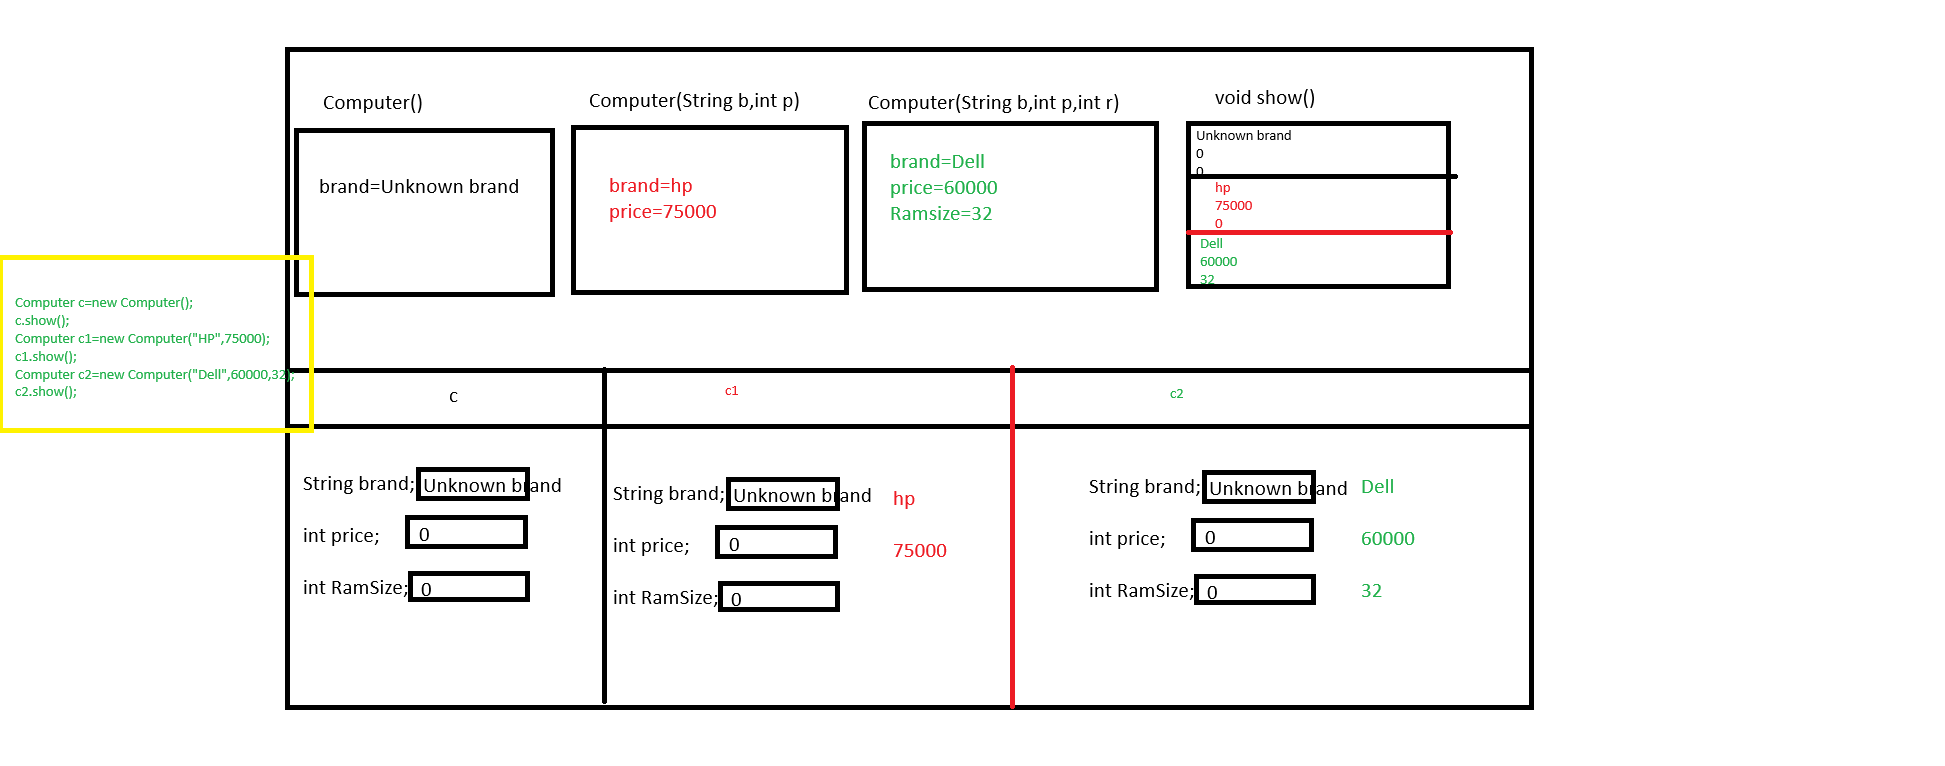 Computer()
brand=Unknown brand
Computer(String b,int p)
brand=hp
price=75000
Computer(String b,int p,int r)
brand=Dell
price=60000
Ramsize=32
void show()
Unknown brand
0
0
hp
75000
0
Dell
60000
32
Computer c=new Computer();
c.show();
Computer c1=new Computer("HP",75000);
c1.show();
Computer c2=new Computer("Dell",60000,32);
c2.show();
c
c1
c2
String brand; Unknown brand
int price; 0
int RamSize; 0
String brand; Unknown brand hp
int price; 0 75000
int RamSize; 0
String brand; Unknown brand Dell
int price; 0 60000
int RamSize; 0 32